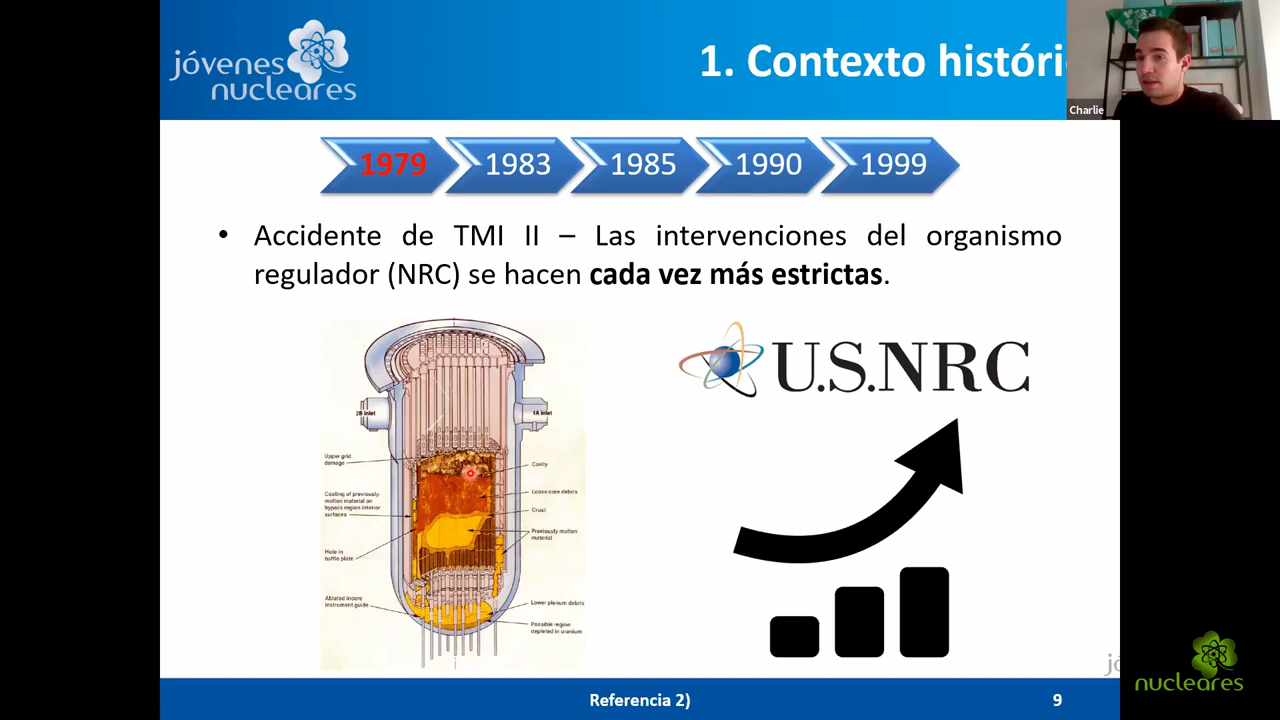 jóvenes
nucleares
1. Contexto históri
Charlie
1979
1983
1985
1990
1999
• Accidente de TMI II – Las intervenciones del organismo
regulador (NRC) se hacen cada vez más estrictas.
U.S.NRC
2B inlet
1A inlet
Upper grid
damage
Cavity
Loose core debris
Coating of previously
molten material on
bypass region interior
surfaces
Crust
Previously molten
material
Hole in
baffle plate
Ablated incore
instrument guide
Lower plenum debris
Possible region
depleted in uranium
Referencia 2)
9
jó
nucleares